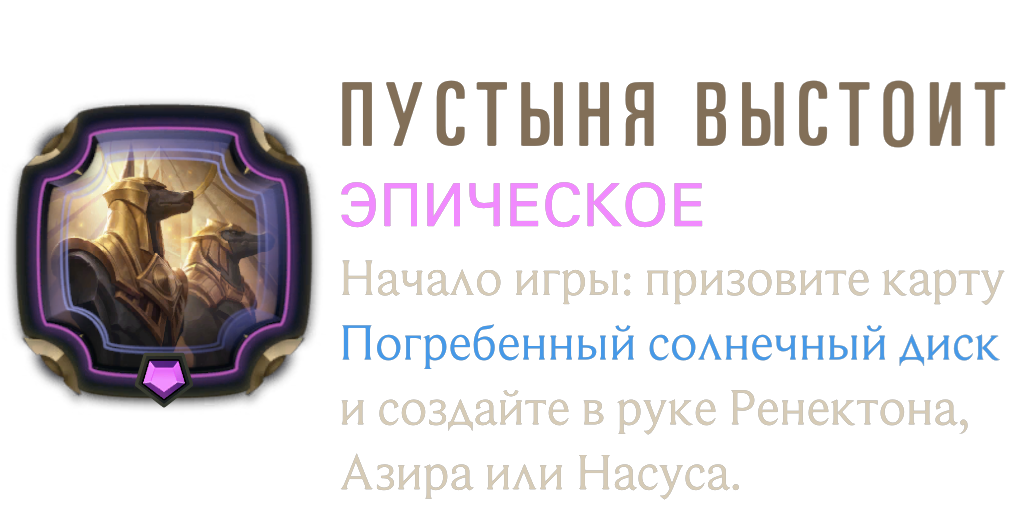 ПУСТЫНЯ ВЫСТОИТ
ЭПИЧЕСКОЕ
Начало игры: призовите карту
Погребенный солнечный диск
и создайте в руке Ренектона,
Азира или Насуса.